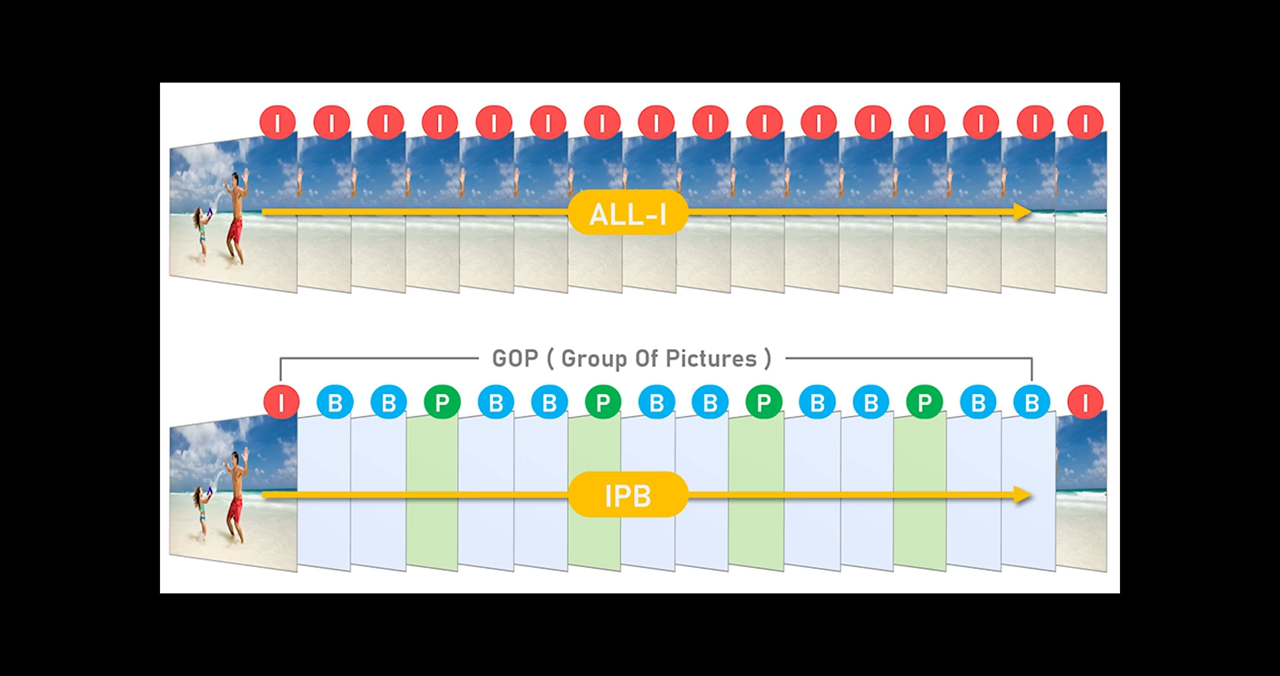 I I I I I I I I I I I I I I I I
ALL-I
GOP ( Group Of Pictures )
I B B P B B P B B P B B P B B I
IPB